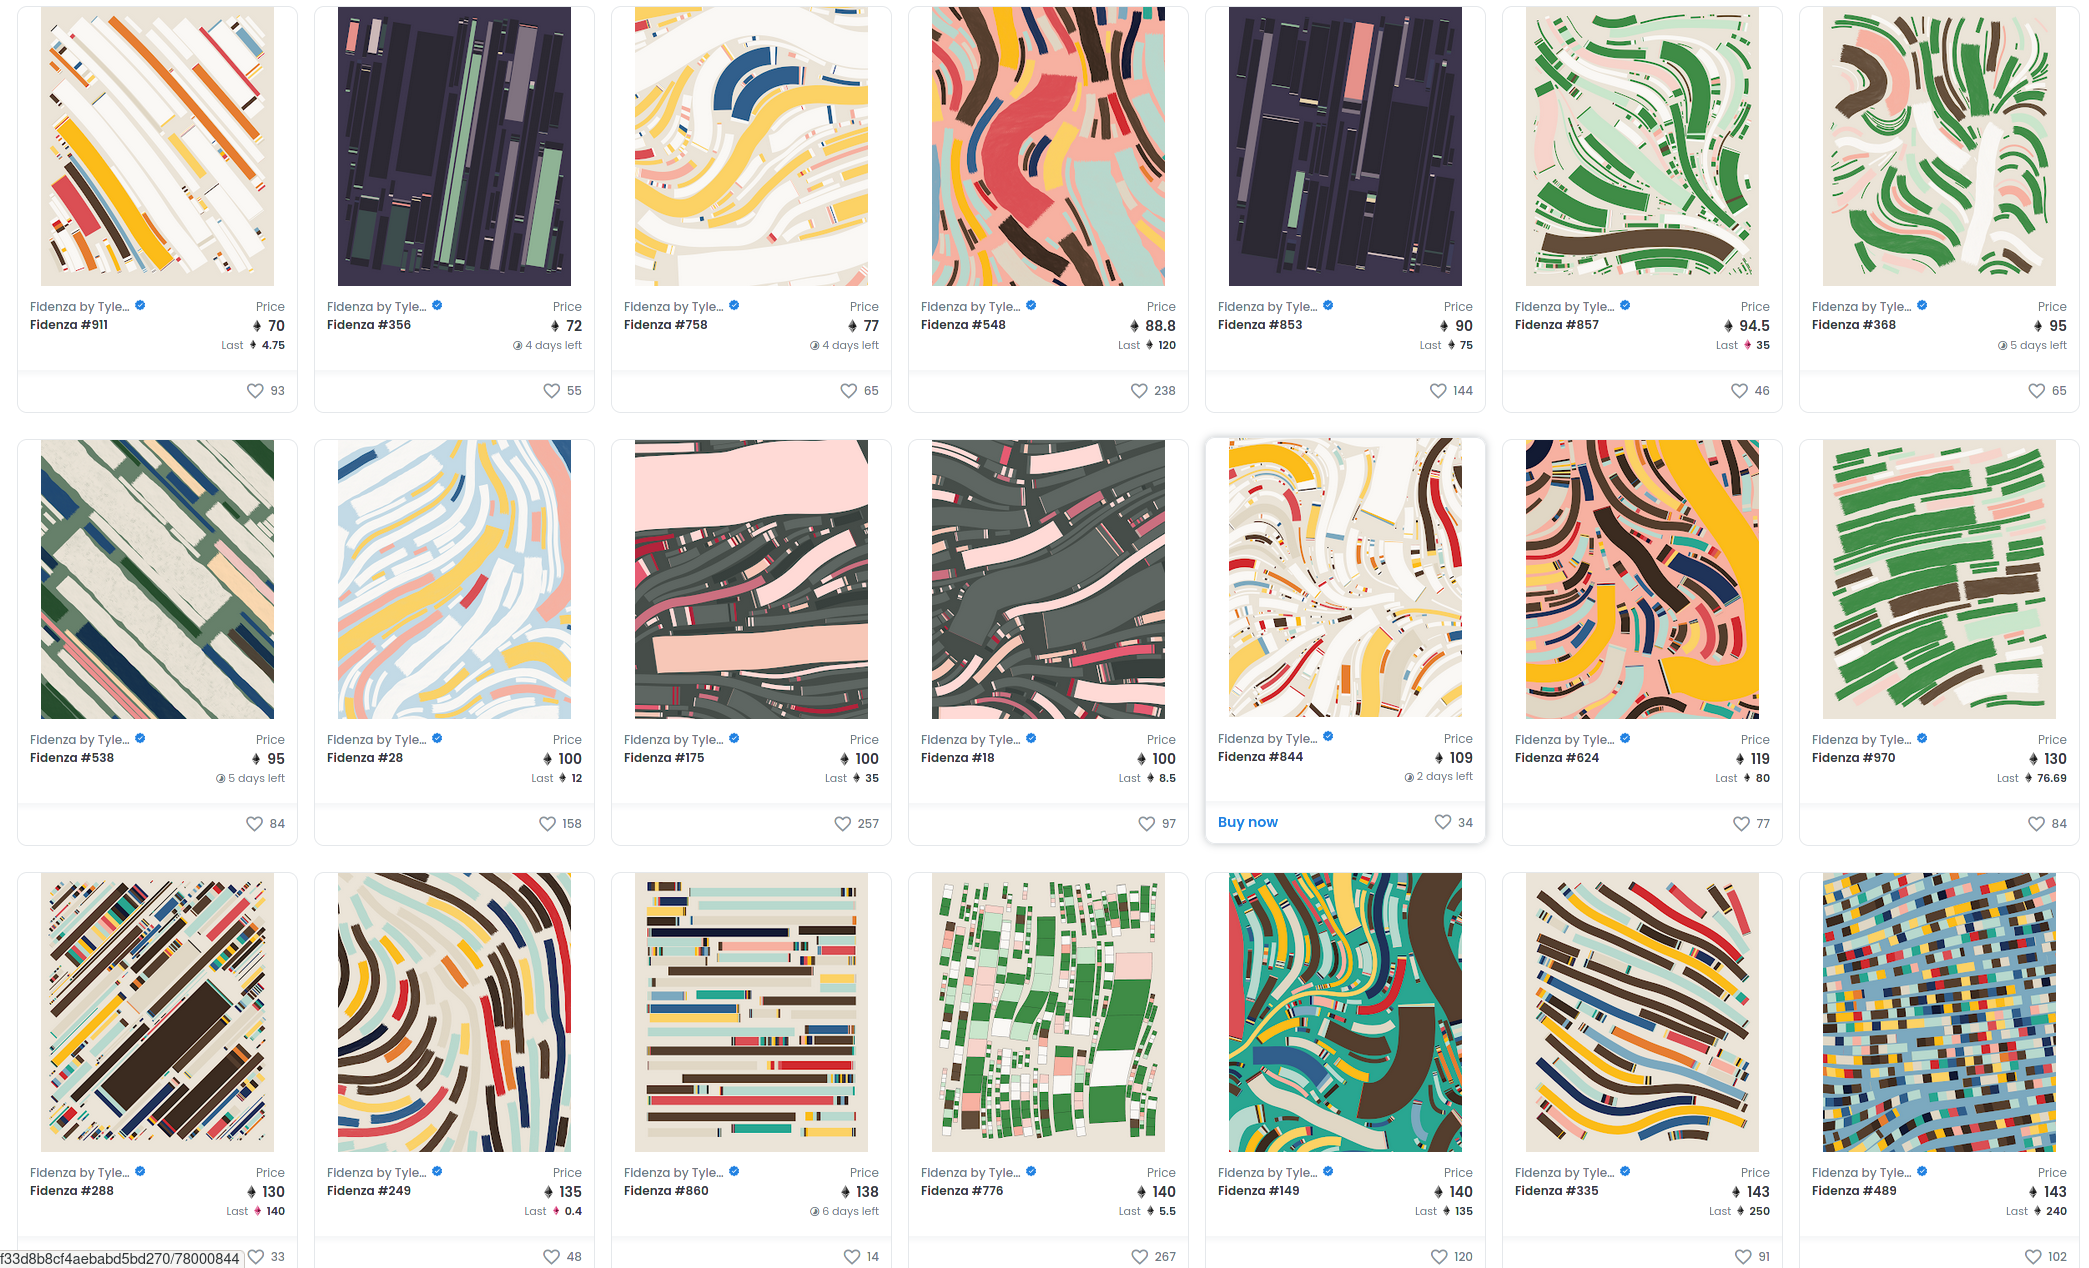 FIdenza by Tyle... Price
Fidenza #911 70
Last 4.75
93
FIdenza by Tyle... Price
Fidenza #356 72
4 days left
55
FIdenza by Tyle... Price
Fidenza #758 77
4 days left
65
FIdenza by Tyle... Price
Fidenza #548 88.8
Last 120
238
FIdenza by Tyle... Price
Fidenza #853 90
Last 75
144
FIdenza by Tyle... Price
Fidenza #857 94.5
Last 35
46
FIdenza by Tyle... Price
Fidenza #368 95
5 days left
65
FIdenza by Tyle... Price
Fidenza #538 95
5 days left
84
FIdenza by Tyle... Price
Fidenza #28 100
Last 12
158
FIdenza by Tyle... Price
Fidenza #175 100
Last 35
257
FIdenza by Tyle... Price
Fidenza #18 100
Last 8.5
97
FIdenza by Tyle... Price
Fidenza #844 109
2 days left
Buy now 34
FIdenza by Tyle... Price
Fidenza #624 119
Last 80
77
FIdenza by Tyle... Price
Fidenza #970 130
Last 76.69
84
FIdenza by Tyle... Price
Fidenza #288 130
Last 140
33
FIdenza by Tyle... Price
Fidenza #249 135
Last 0.4
48
FIdenza by Tyle... Price
Fidenza #860 138
6 days left
14
FIdenza by Tyle... Price
Fidenza #776 140
Last 5.5
267
FIdenza by Tyle... Price
Fidenza #149 140
Last 135
120
FIdenza by Tyle... Price
Fidenza #335 143
Last 250
91
FIdenza by Tyle... Price
Fidenza #489 143
Last 240
102
f33d8b8cf4aebabd5bd270/78000844